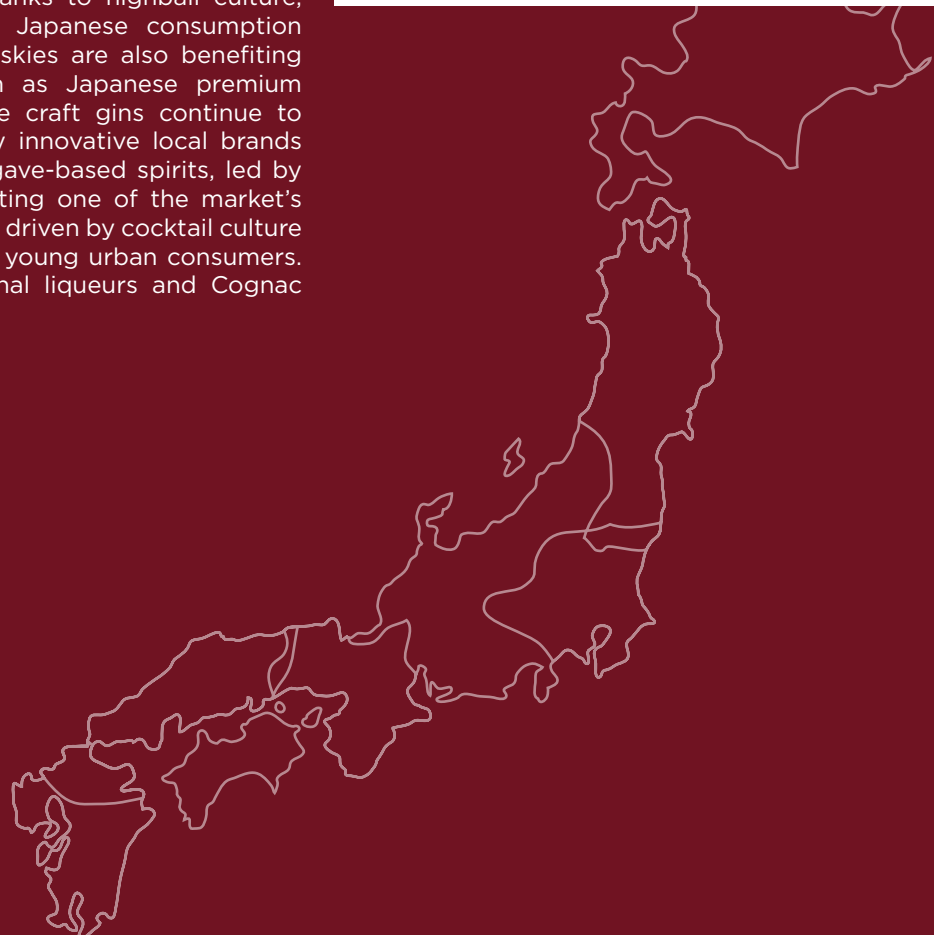 anks to highball culture,
Japanese consumption
skies are also benefiting
as Japanese premium
e craft gins continue to
innovative local brands
gave-based spirits, led by
ting one of the market's
driven by cocktail culture
young urban consumers.
nal liqueurs and Cognac